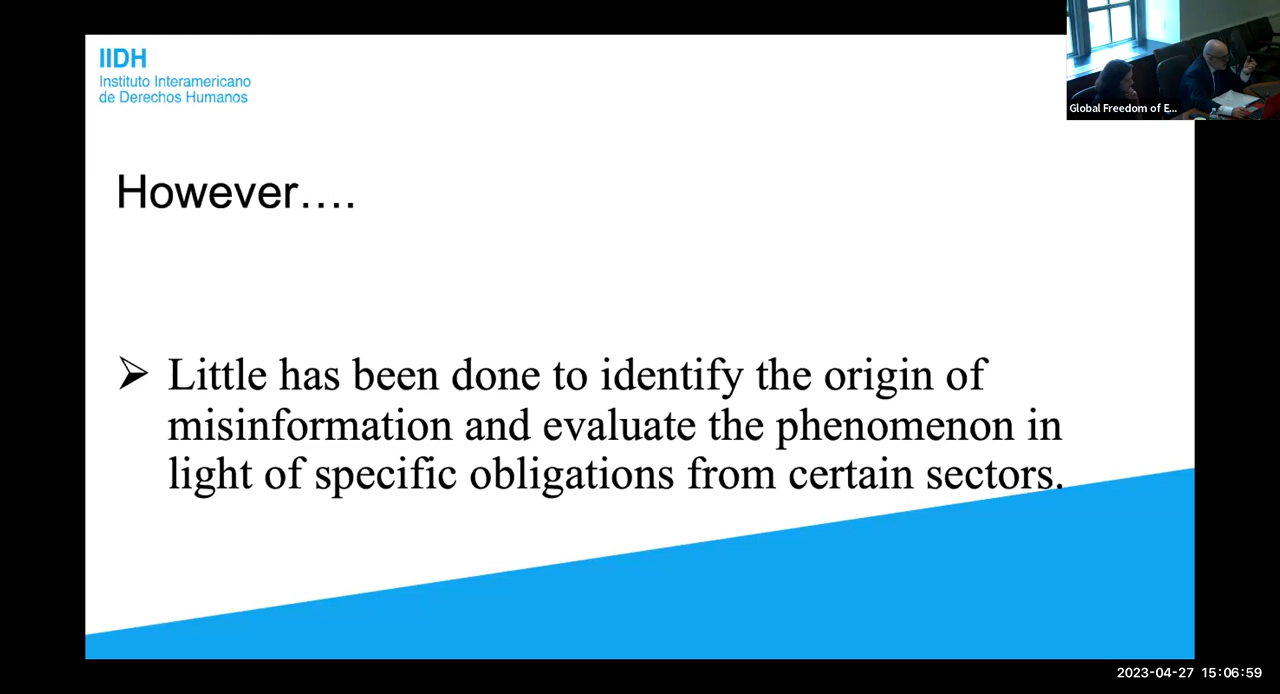 IIDH
Instituto Interamericano
de Derechos Humanos
Global Freedom of E...
However….
➢ Little has been done to identify the origin of
misinformation and evaluate the phenomenon in
light of specific obligations from certain sectors.
2023-04-27 15:06:59